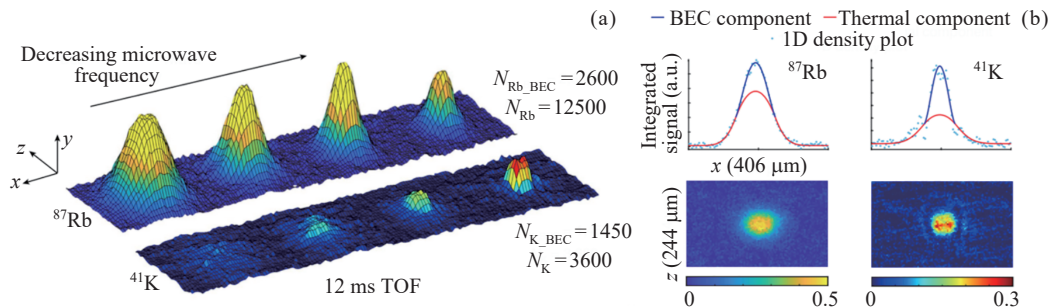 (a)
Decreasing microwave
frequency
N_Rb_BEC = 2600
N_Rb = 12500
y
z
x
⁸⁷Rb
N_K_BEC = 1450
N_K = 3600
⁴¹K
12 ms TOF
BEC component Thermal component (b)
1D density plot
⁸⁷Rb
⁴¹K
Integrated
signal (a.u.)
x (406 μm)
z (244 μm)
0 0.5
0 0.3